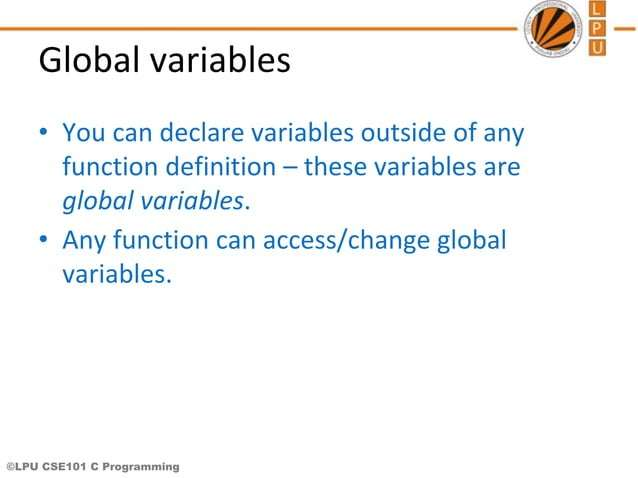 L
P
U
Global variables
• You can declare variables outside of any
function definition – these variables are
global variables.
• Any function can access/change global
variables.
©LPU CSE101 C Programming